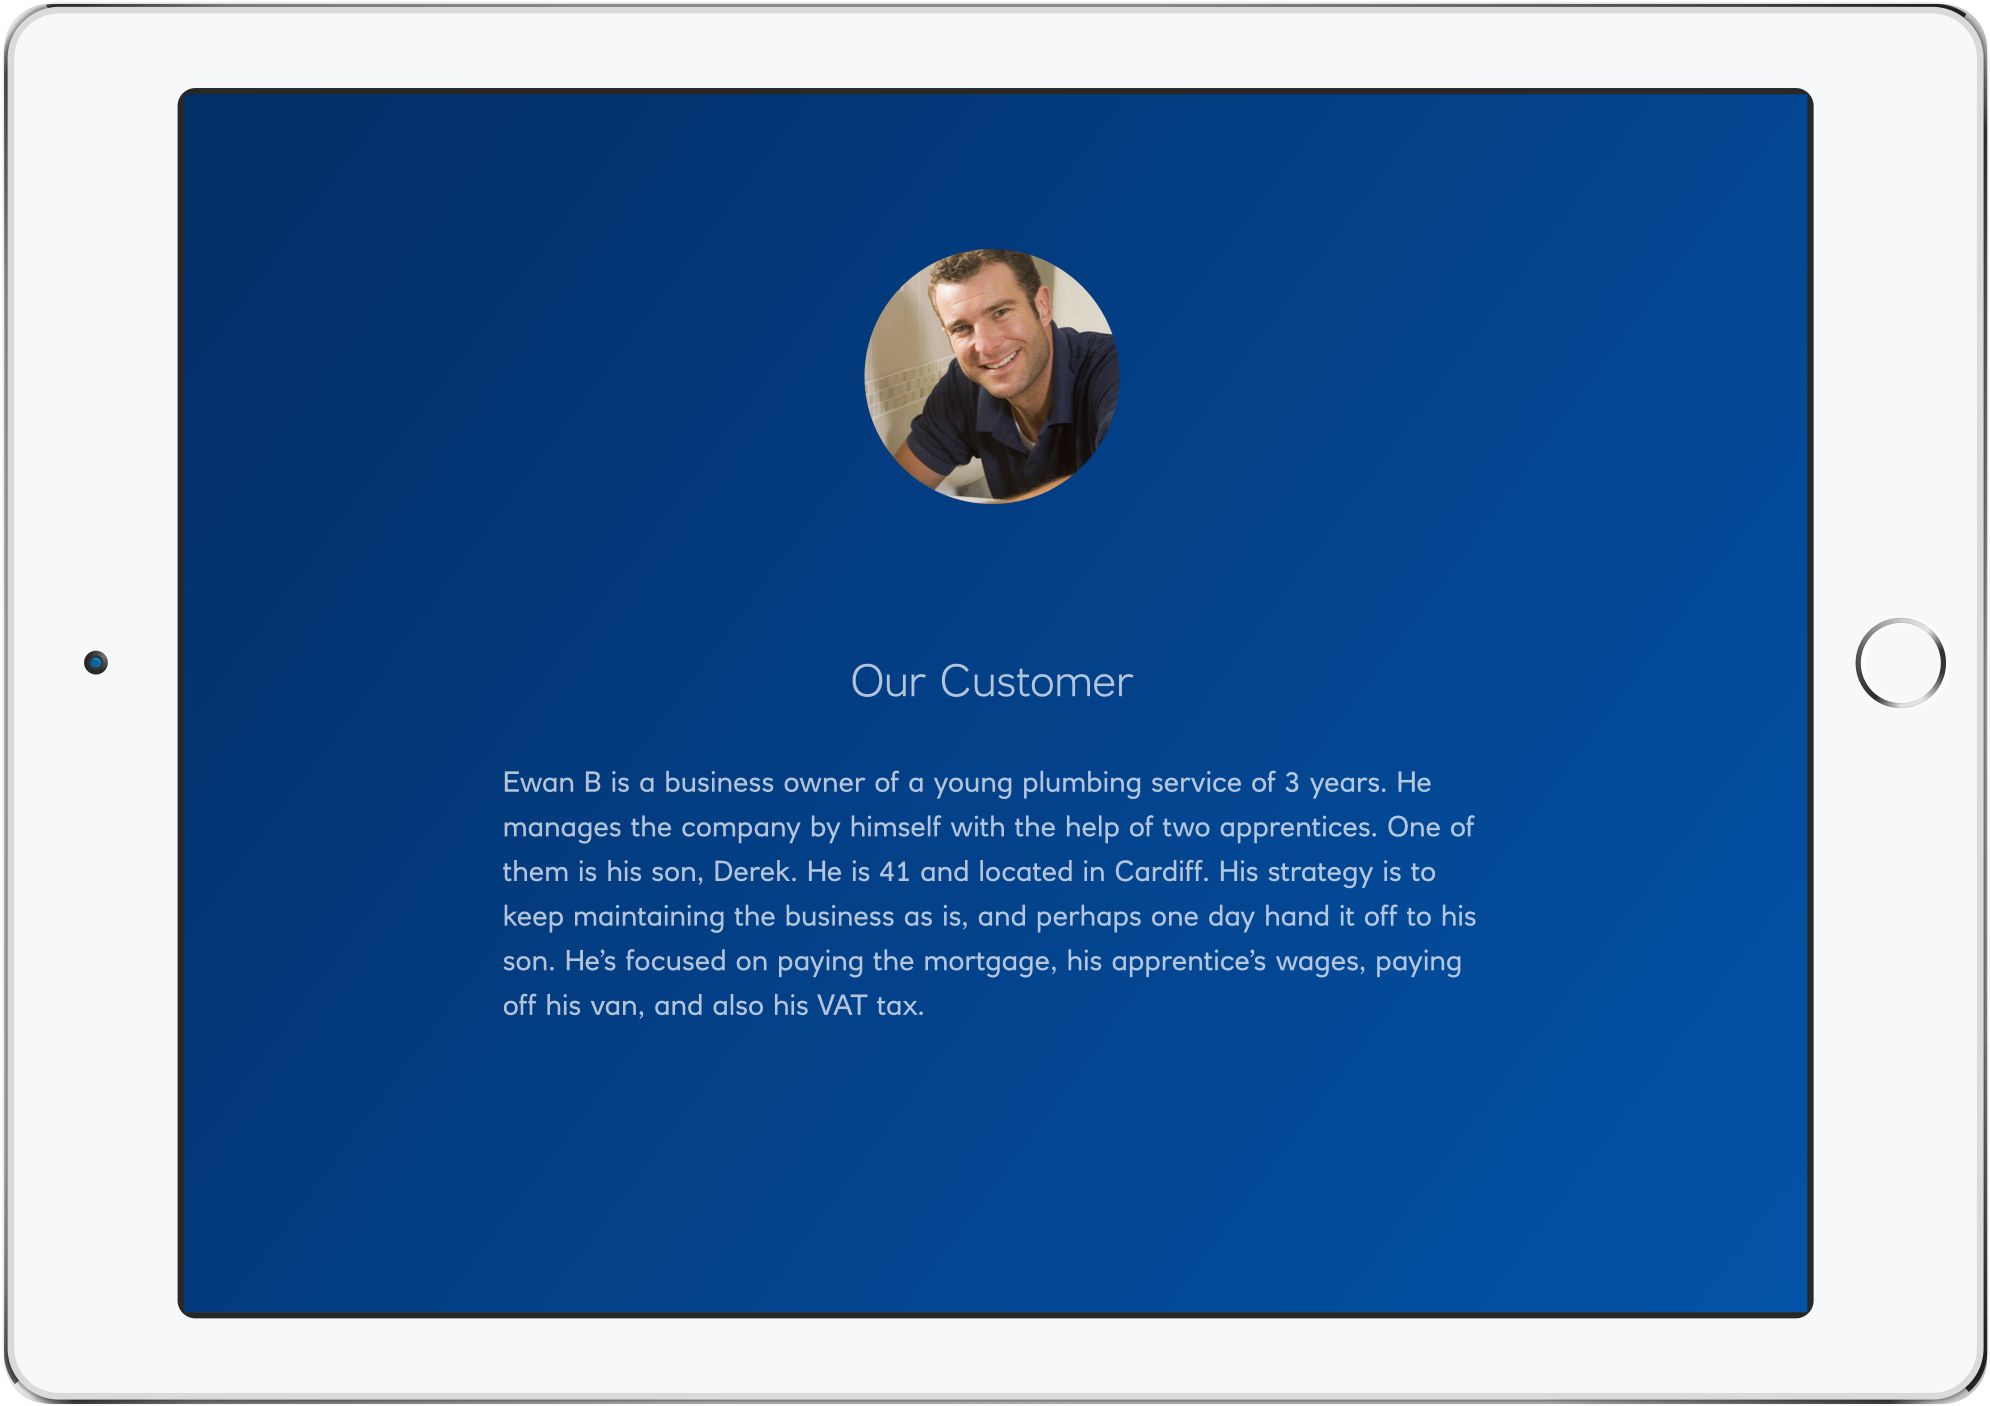 Our Customer
Ewan B is a business owner of a young plumbing service of 3 years. He
manages the company by himself with the help of two apprentices. One of
them is his son, Derek. He is 41 and located in Cardiff. His strategy is to
keep maintaining the business as is, and perhaps one day hand it off to his
son. He’s focused on paying the mortgage, his apprentice’s wages, paying
off his van, and also his VAT tax.